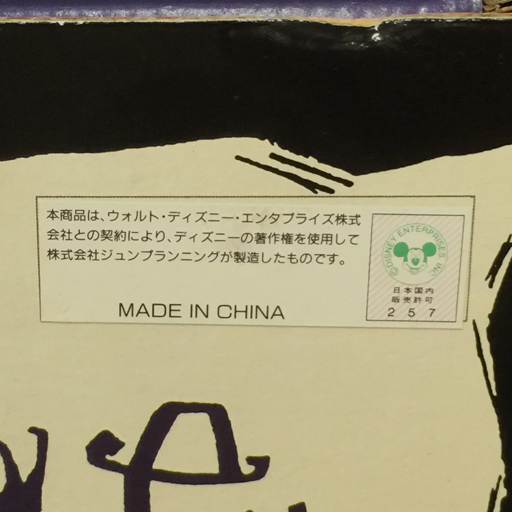 本商品は、ウォルト・ディズニー・エンタプライズ株式
会社との契約により、ディズニーの著作権を使用して
株式会社ジュンプランニングが製造したものです。
MADE IN CHINA
©DISNEY ENTERPRISES INC.
日本国内
販売許可
257